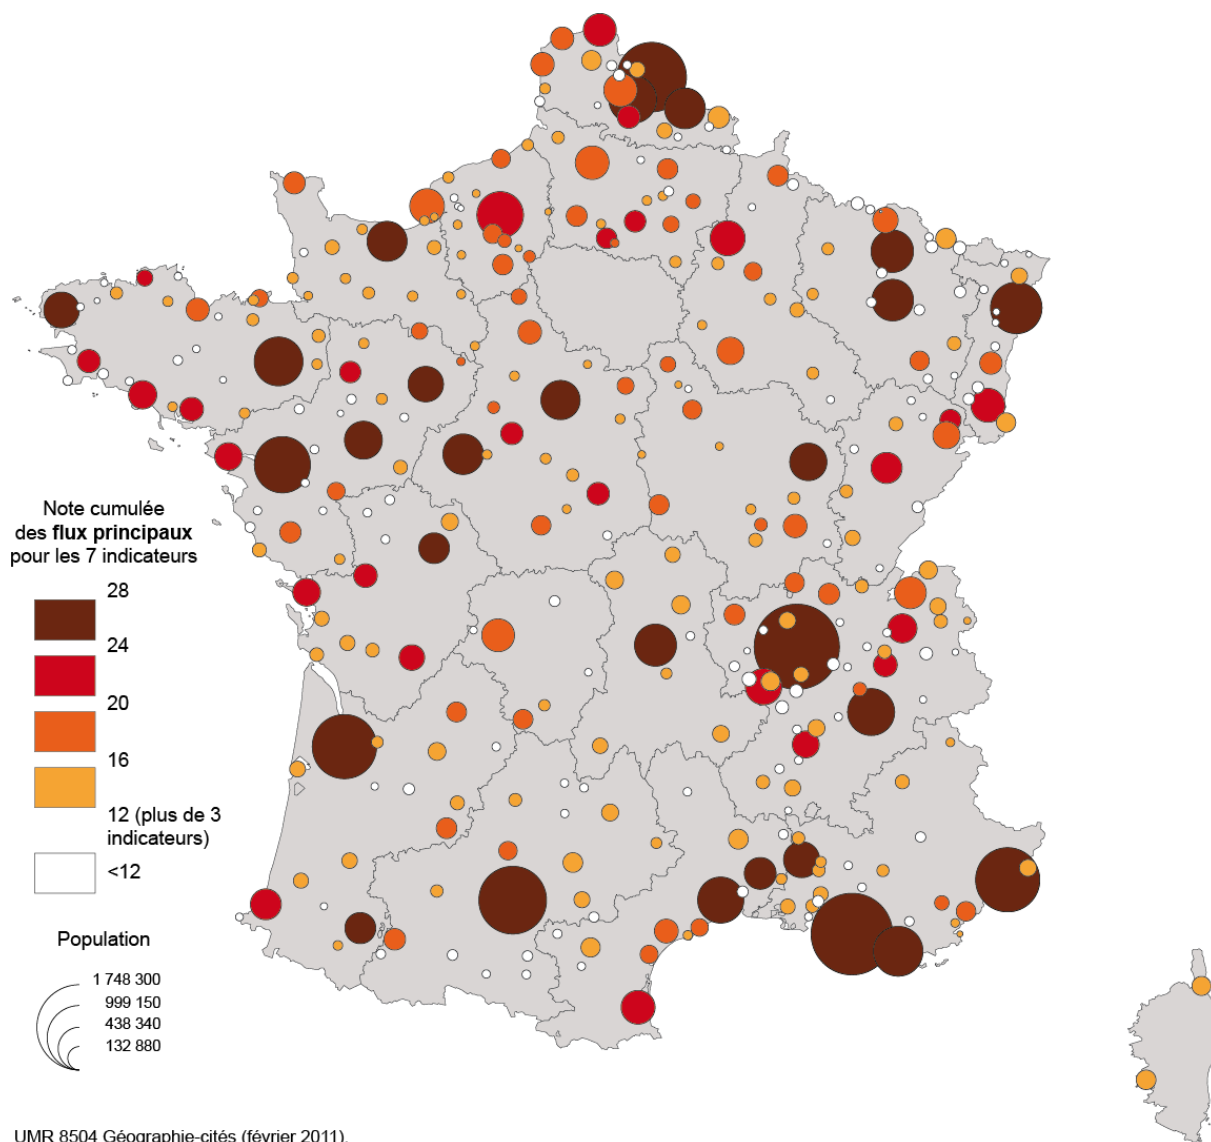 Note cumulée
des flux principaux
pour les 7 indicateurs
28
24
20
16
12 (plus de 3
indicateurs)
<12
Population
1 748 300
999 150
438 340
132 880
UMR 8504 Géographie-cités (février 2011).